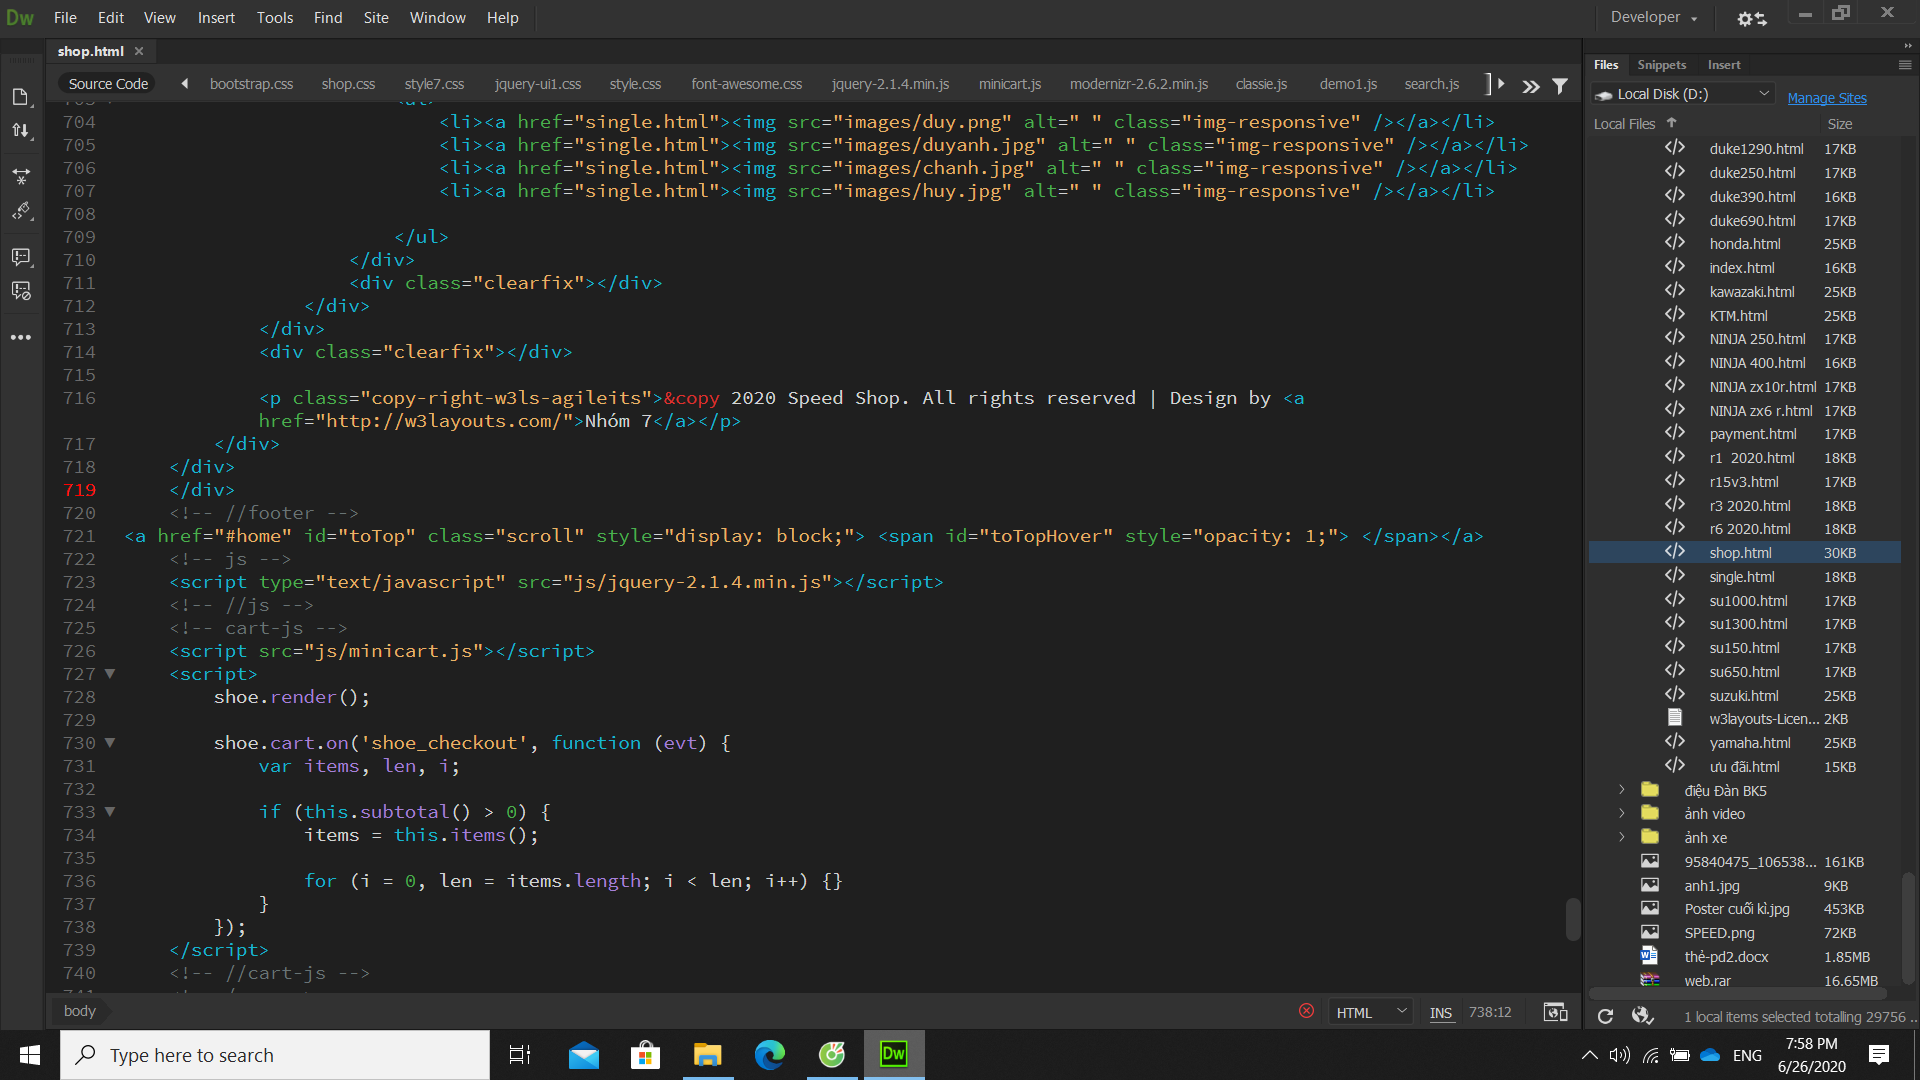 Dw File Edit View Insert Tools Find Site Window Help Developer
shop.html
Source Code bootstrap.css shop.css style7.css jquery-ui1.css style.css font-awesome.css jquery-2.1.4.min.js minicart.js modernizr-2.6.2.min.js classie.js demo1.js search.js
704 <li><a href="single.html"><img src="images/duy.png" alt=" " class="img-responsive" /></a></li>
705 <li><a href="single.html"><img src="images/duyanh.jpg" alt=" " class="img-responsive" /></a></li>
706 <li><a href="single.html"><img src="images/chanh.jpg" alt=" " class="img-responsive" /></a></li>
707 <li><a href="single.html"><img src="images/huy.jpg" alt=" " class="img-responsive" /></a></li>
708
709 </ul>
710 </div>
711 <div class="clearfix"></div>
712 </div>
713 </div>
714 <div class="clearfix"></div>
715
716 <p class="copy-right-w3ls-agileits">&copy 2020 Speed Shop. All rights reserved | Design by <a
href="http://w3layouts.com/">Nhóm 7</a></p>
717 </div>
718 </div>
719 </div>
720 <!-- //footer -->
721 <a href="#home" id="toTop" class="scroll" style="display: block;"> <span id="toTopHover" style="opacity: 1;"> </span></a>
722 <!-- js -->
723 <script type="text/javascript" src="js/jquery-2.1.4.min.js"></script>
724 <!-- //js -->
725 <!-- cart-js -->
726 <script src="js/minicart.js"></script>
727 <script>
728 shoe.render();
729
730 shoe.cart.on('shoe_checkout', function (evt) {
731 var items, len, i;
732
733 if (this.subtotal() > 0) {
734 items = this.items();
735
736 for (i = 0, len = items.length; i < len; i++) {}
737 }
738 });
739 </script>
740 <!-- //cart-js -->
body HTML INS 738:12
Files Snippets Insert
Local Disk (D:) Manage Sites
Local Files Size
duke1290.html 17KB
duke250.html 17KB
duke390.html 16KB
duke690.html 17KB
honda.html 25KB
index.html 16KB
kawazaki.html 25KB
KTM.html 25KB
NINJA 250.html 17KB
NINJA 400.html 16KB
NINJA zx10r.html 17KB
NINJA zx6 r.html 17KB
payment.html 17KB
r1 2020.html 18KB
r15v3.html 17KB
r3 2020.html 18KB
r6 2020.html 18KB
shop.html 30KB
single.html 18KB
su1000.html 17KB
su1300.html 17KB
su150.html 17KB
su650.html 17KB
suzuki.html 25KB
w3layouts-Licen... 2KB
yamaha.html 25KB
ưu đãi.html 15KB
điệu Đàn BK5
ảnh video
ảnh xe
95840475_106538... 161KB
anh1.jpg 9KB
Poster cuối kì.jpg 453KB
SPEED.png 72KB
thẻ-pd2.docx 1.85MB
web.rar 16.65MB
1 local items selected totalling 29756 ..
Type here to search
Dw
ENG
7:58 PM
6/26/2020